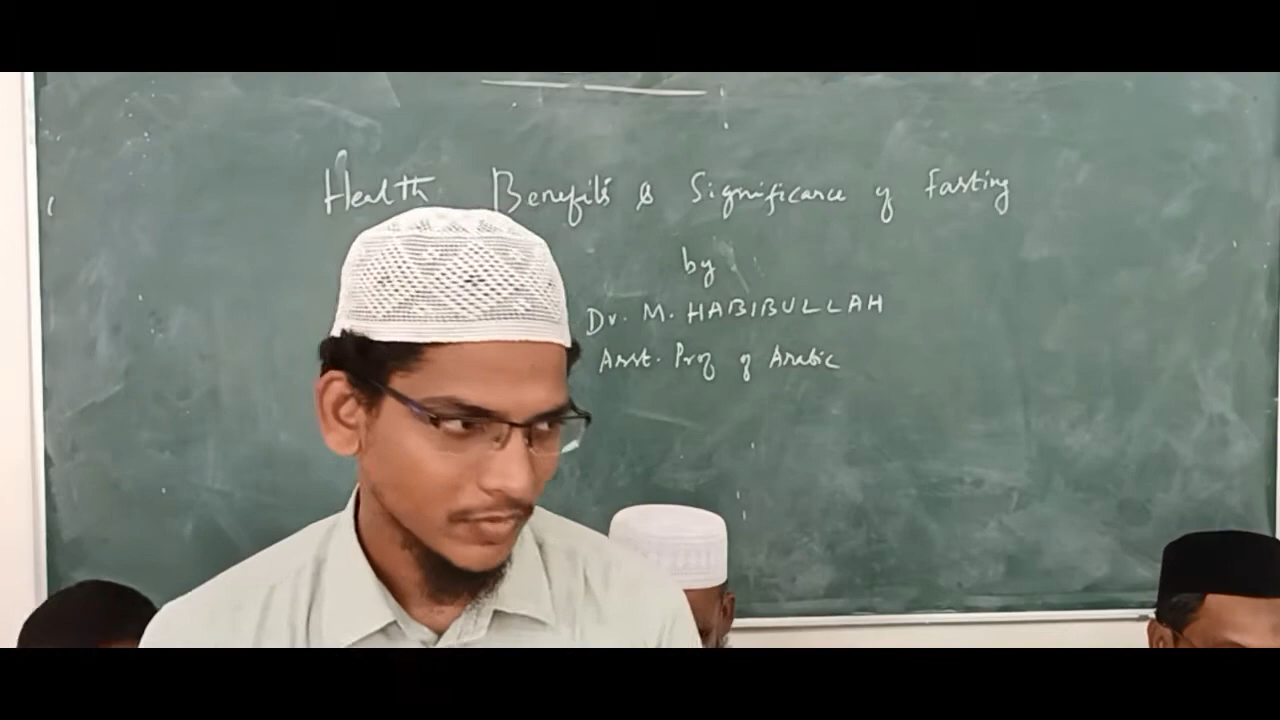 Health Benefits & Significance of Fasting
by
Dr. M. HABIBULLAH
Asst. Prof of Arabic